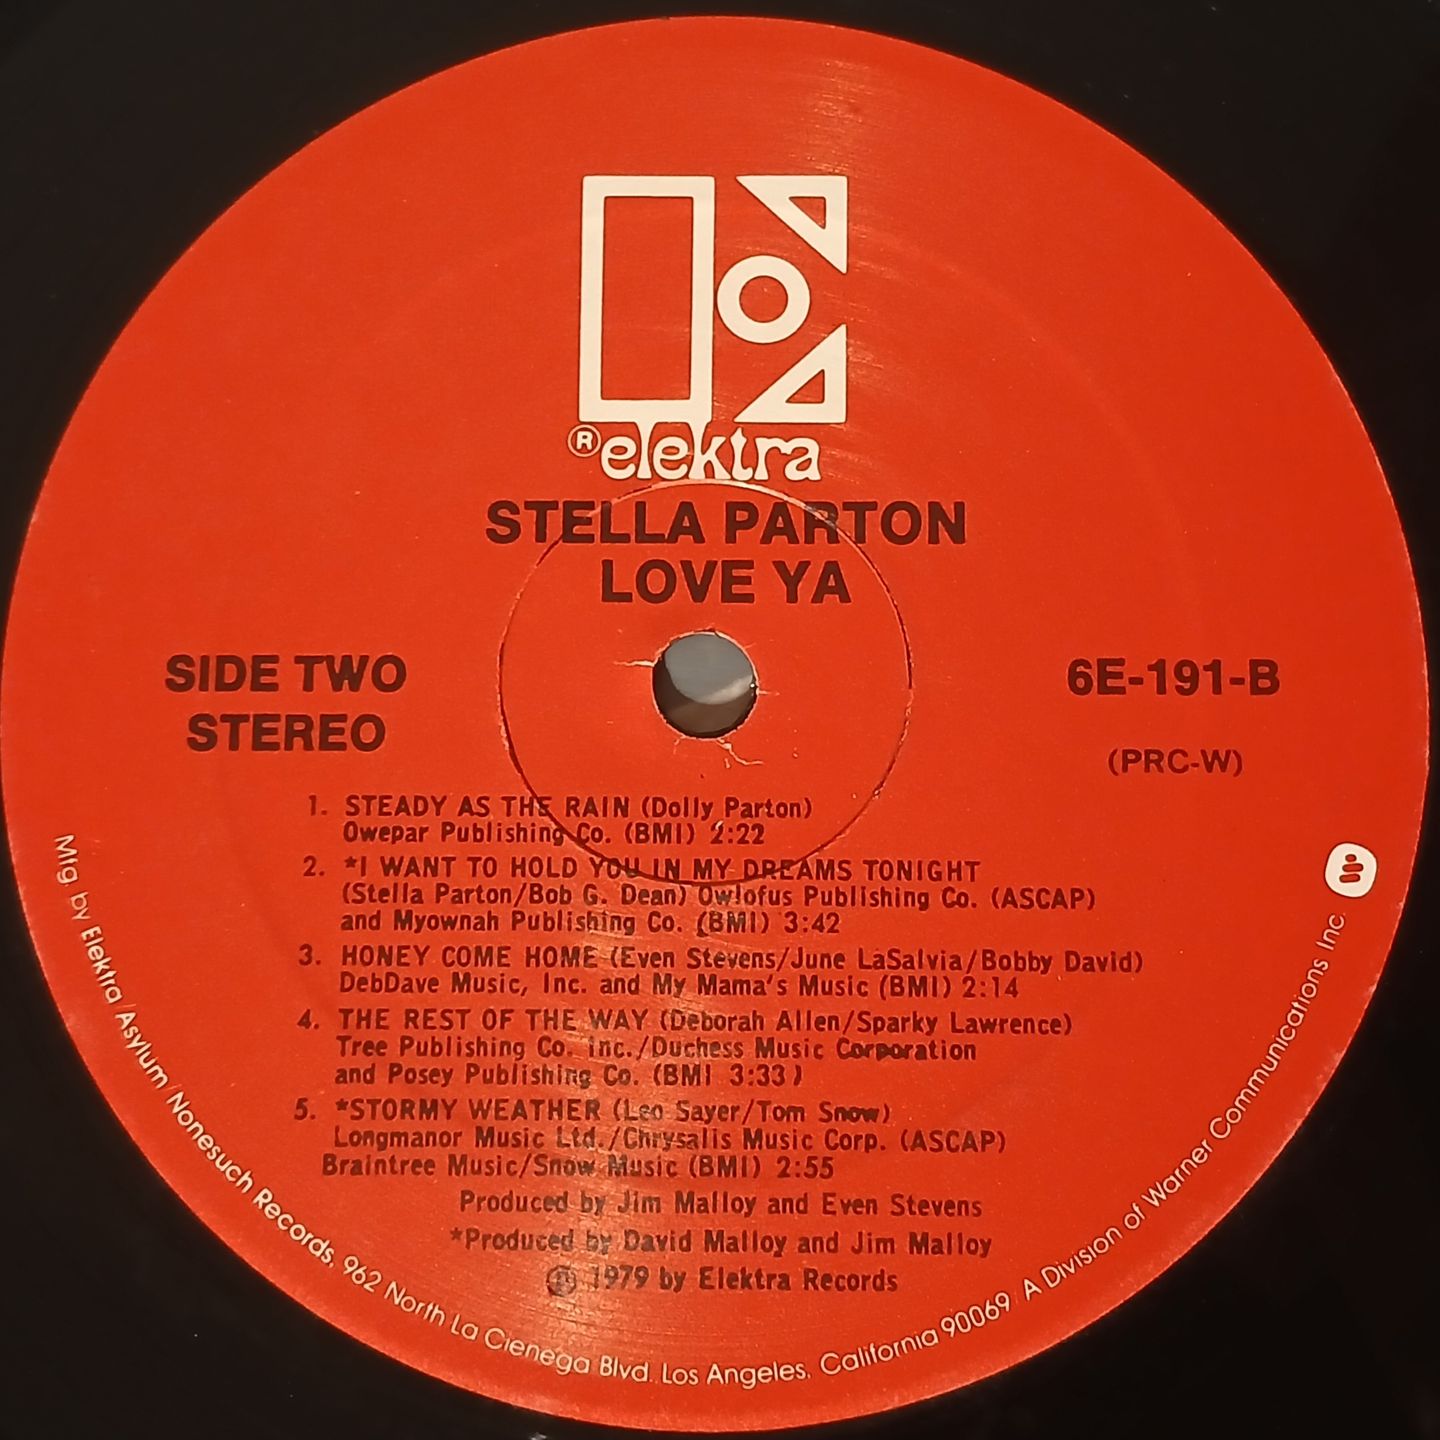 ® elektra
STELLA PARTON
LOVE YA
SIDE TWO
STEREO
6E-191-B
(PRC-W)
1. STEADY AS THE RAIN (Dolly Parton)
Owepar Publishing Co. (BMI) 2:22
2. *I WANT TO HOLD YOU IN MY DREAMS TONIGHT
(Stella Parton/Bob G. Dean) Owlofus Publishing Co. (ASCAP)
and Myownah Publishing Co. (BMI) 3:42
3. HONEY COME HOME (Even Stevens/June LaSalvia/Bobby David)
DebDave Music, Inc. and My Mama's Music (BMI) 2:14
4. THE REST OF THE WAY (Deborah Allen/Sparky Lawrence)
Tree Publishing Co. Inc./Duchess Music Corporation
and Posey Publishing Co. (BMI 3:33)
5. *STORMY WEATHER (Leo Sayer/Tom Snow)
Longmanor Music Ltd./Chrysalis Music Corp. (ASCAP)
Braintree Music/Snow Music (BMI) 2:55
Produced by Jim Malloy and Even Stevens
*Produced by David Malloy and Jim Malloy
℗ 1979 by Elektra Records
Mfg by Elektra/Asylum/Nonesuch Records, 962 North La Cienega Blvd. Los Angeles, California 90069 A Division of Warner Communications Inc.